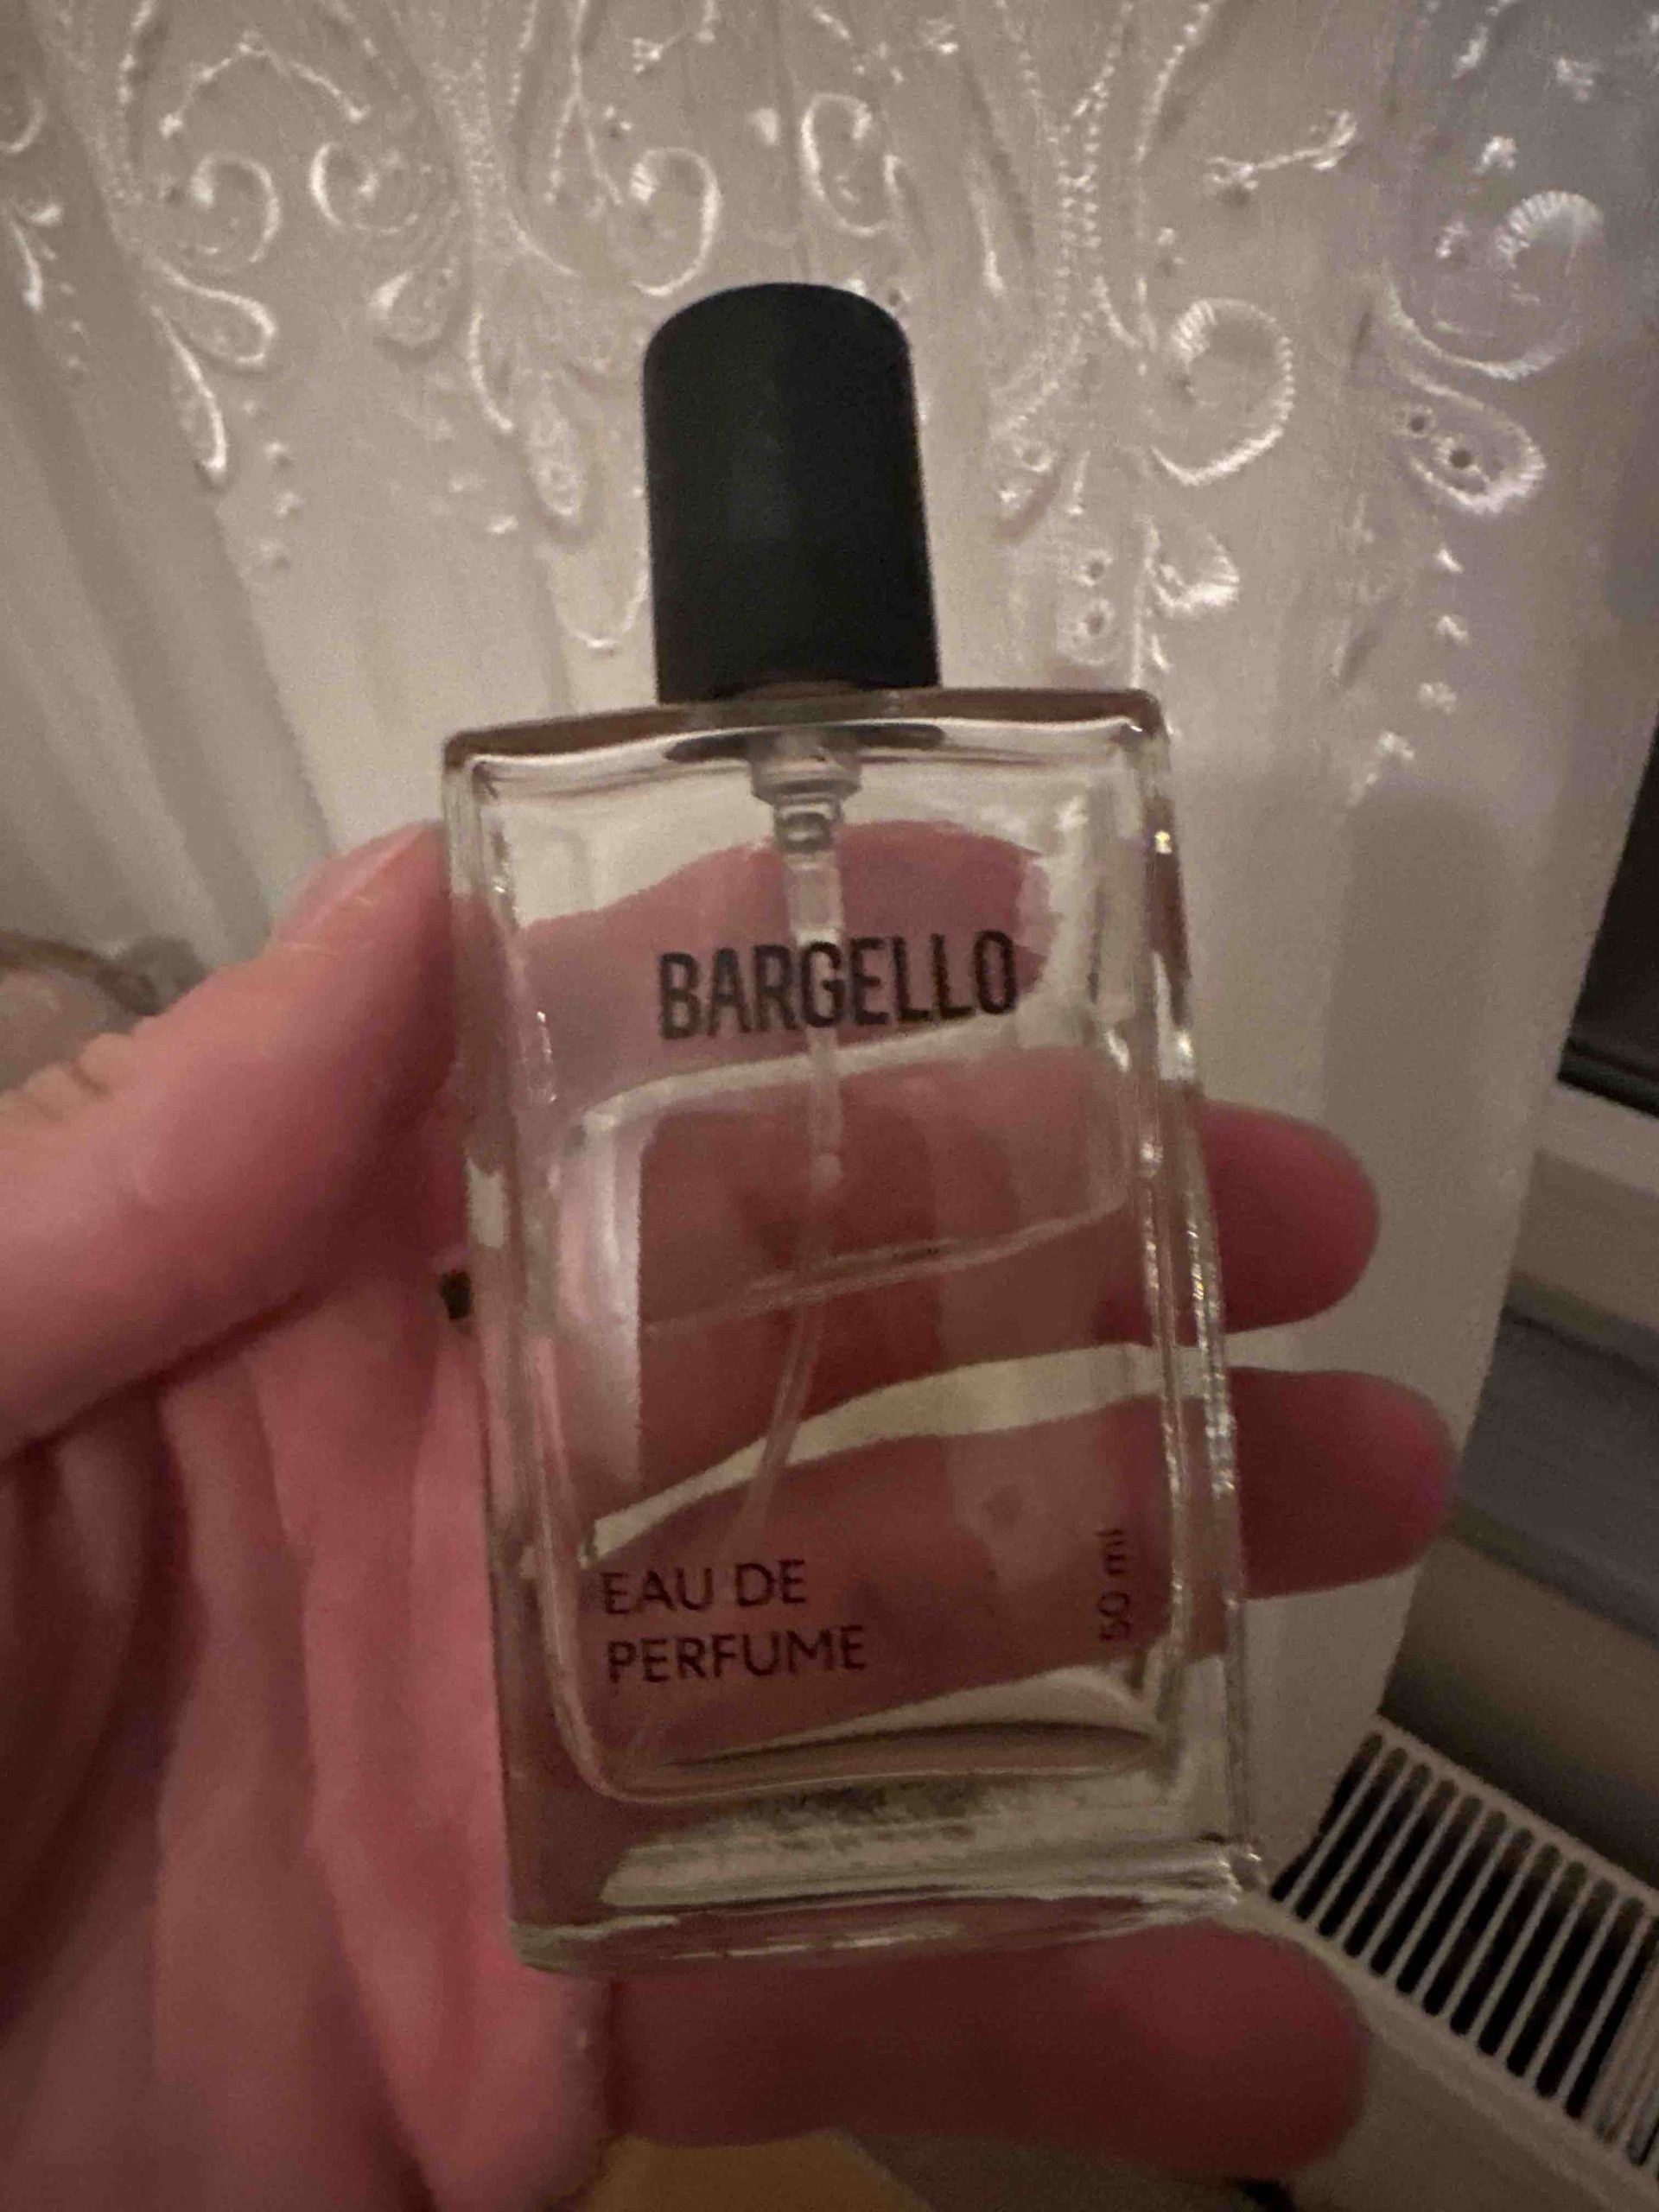 BARGELLO
EAU DE
PERFUME
50 ml